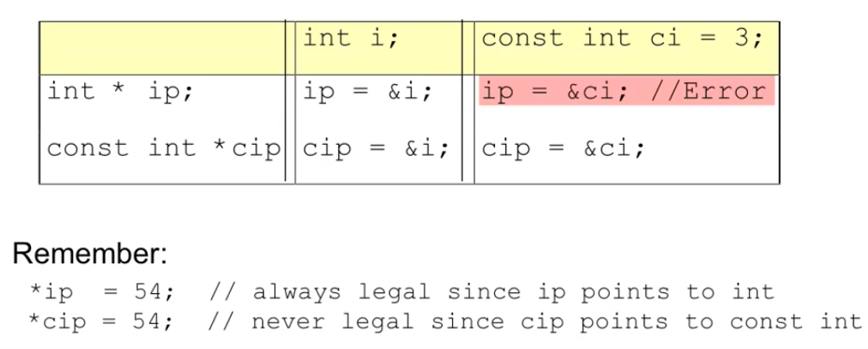 int i; const int ci = 3;
int * ip; ip = &i; ip = &ci; //Error
const int *cip cip = &i; cip = &ci;
Remember:
*ip = 54; // always legal since ip points to int
*cip = 54; // never legal since cip points to const int